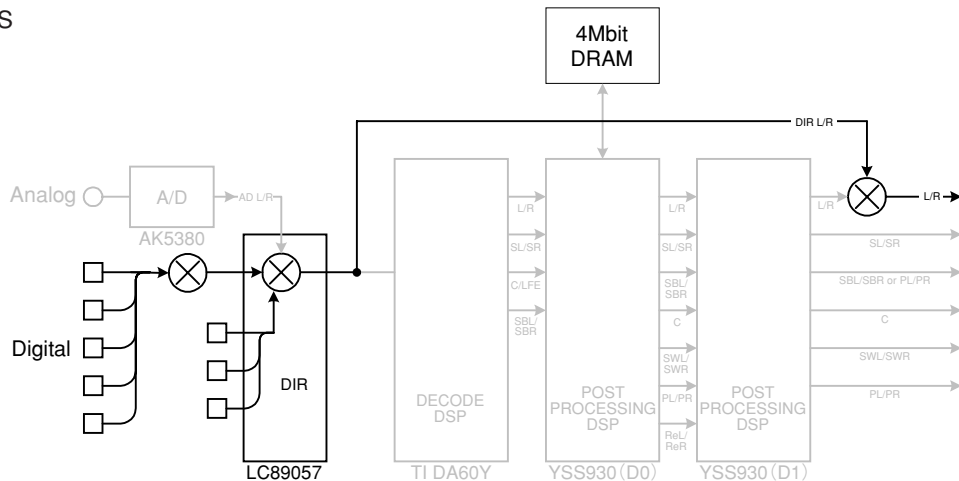 S
4Mbit
DRAM
DIR L/R
Analog
A/D
AD L/R
AK5380
L/R
L/R
L/R
L/R
SL/SR
SL/SR
SL/SR
C/LFE
SBL/
SBR
SBL/SBR or PL/PR
SBL/
SBR
C
C
Digital
SWL/
SWR
SWL/SWR
DIR
PL/PR
PL/PR
DECODE
DSP
POST
PROCESSING
DSP
POST
PROCESSING
DSP
ReL/
ReR
LC89057
TI DA60Y
YSS930 (D0)
YSS930 (D1)